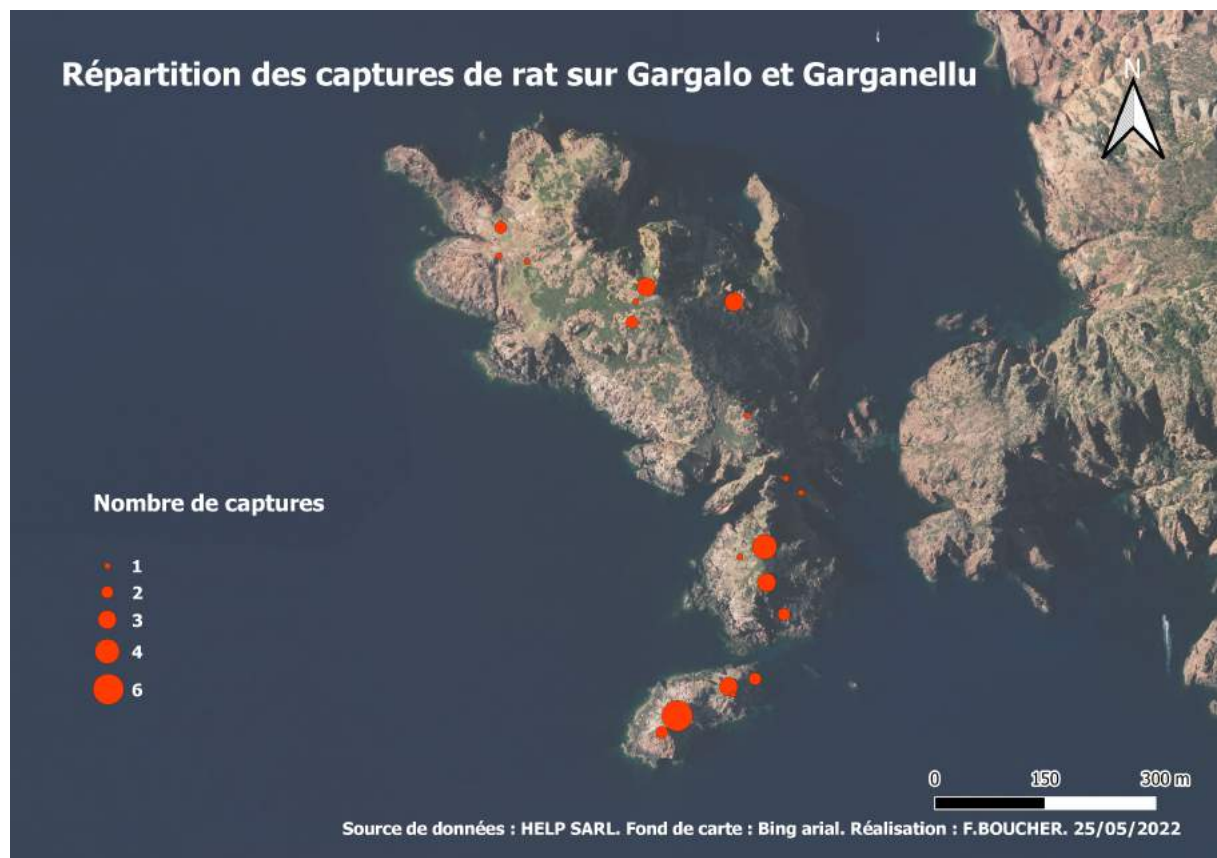 Répartition des captures de rat sur Gargalo et Garganellu
N
Nombre de captures
1
2
3
4
6
0 150 300 m
Source de données : HELP SARL. Fond de carte : Bing arial. Réalisation : F.BOUCHER. 25/05/2022